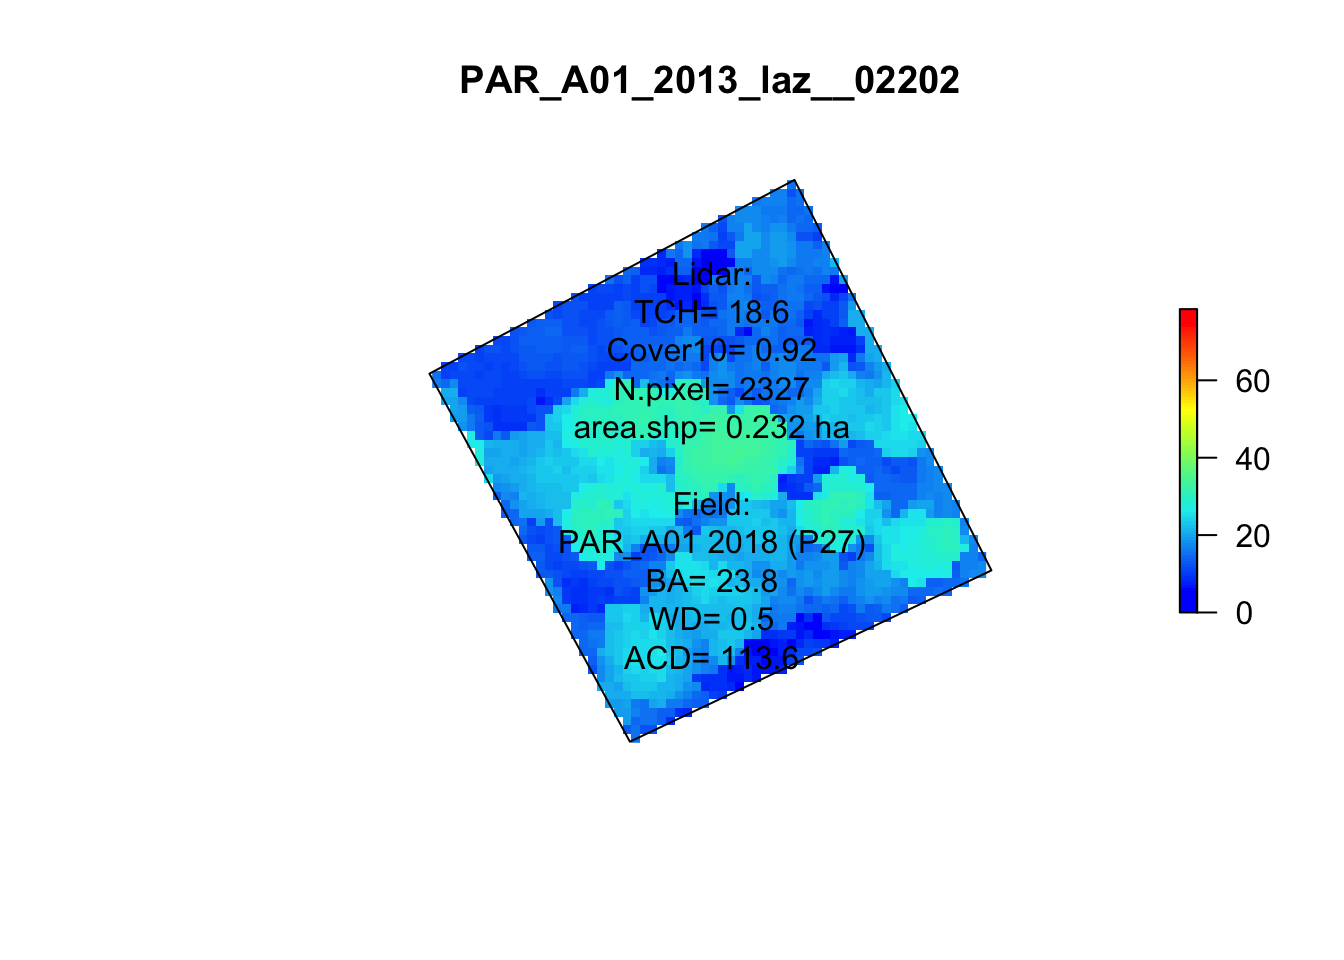 PAR_A01_2013_laz__02202
Lidar:
TCH= 18.6
Cover10= 0.92
N.pixel= 2327
area.shp= 0.232 ha
Field:
PAR_A01 2018 (P27)
BA= 23.8
WD= 0.5
ACD= 113.6
60
40
20
0